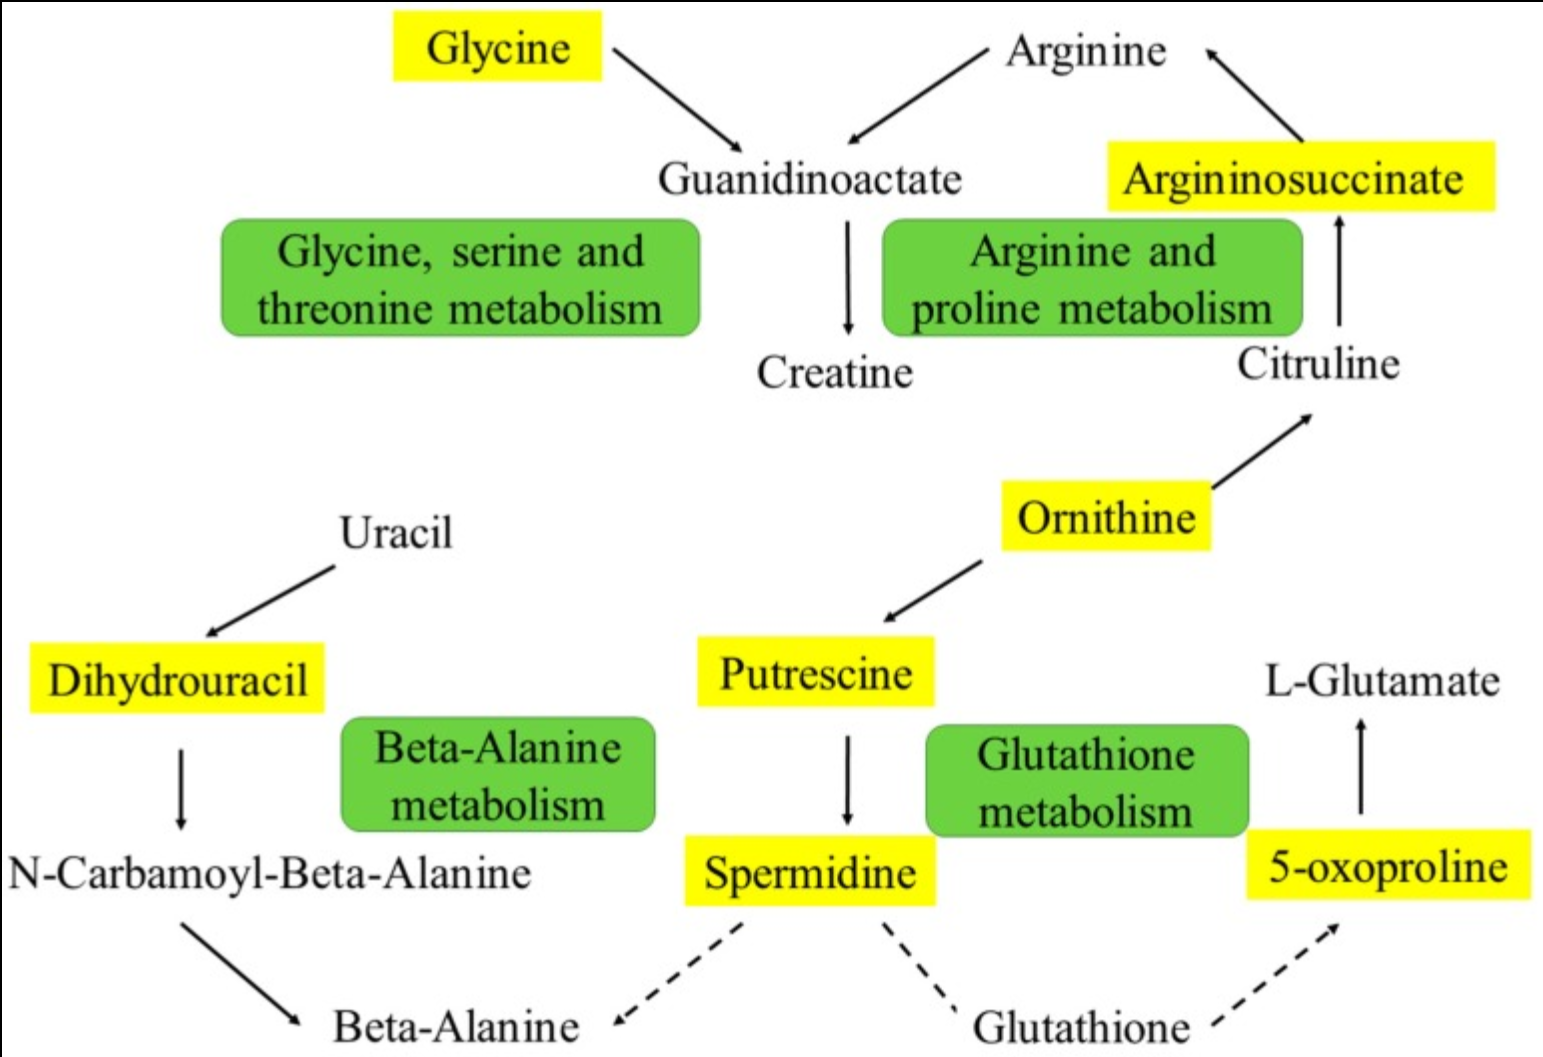 Glycine
Arginine
Guanidinoactate
Argininosuccinate
Glycine, serine and
threonine metabolism
Arginine and
proline metabolism
Creatine
Citruline
Ornithine
Uracil
Dihydrouracil
Putrescine
L-Glutamate
Beta-Alanine
metabolism
Glutathione
metabolism
N-Carbamoyl-Beta-Alanine
Spermidine
5-oxoproline
Beta-Alanine
Glutathione